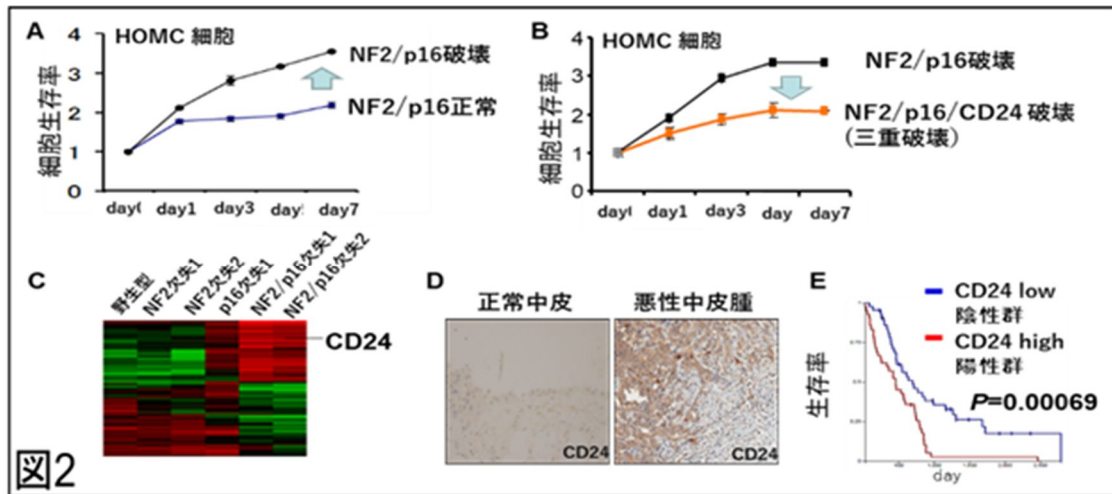 A
HOMC 細胞
細胞生存率
4
3
2
1
0
NF2/p16破壊
NF2/p16正常
day1
day3
day7
B
HOMC 細胞
細胞生存率
4
3
2
1
0
NF2/p16破壊
NF2/p16/CD24 破壊
(三重破壊)
day1
day3
day
day7
C
野生型
NF2欠失1
NF2欠失2
p16欠失1
NF2/p16欠失1
NF2/p16欠失2
CD24
D
正常中皮
悪性中皮腫
CD24
CD24
E
生存率
CD24 low
陰性群
CD24 high
陽性群
P=0.00069
day
図2